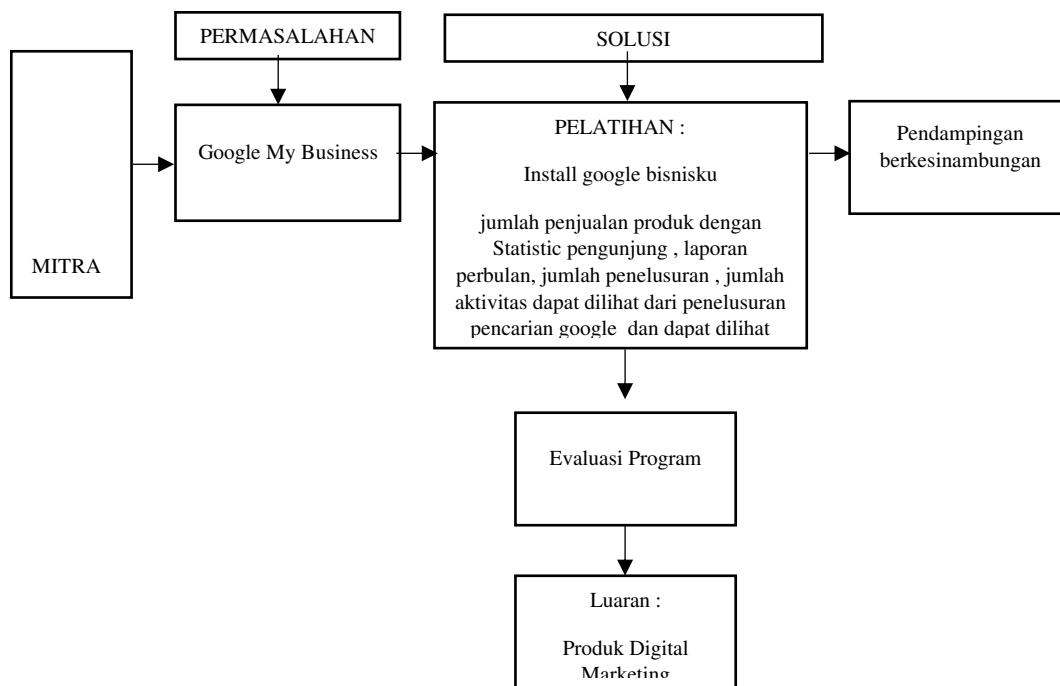 PERMASALAHAN
SOLUSI
MITRA
Google My Business
PELATIHAN :
Install google bisnisku
jumlah penjualan produk dengan
Statistic pengunjung , laporan
perbulan, jumlah penelusuran , jumlah
aktivitas dapat dilihat dari penelusuran
pencarian google  dan dapat dilihat
Pendampingan
berkesinambungan
Evaluasi Program
Luaran :
Produk Digital
Marketing